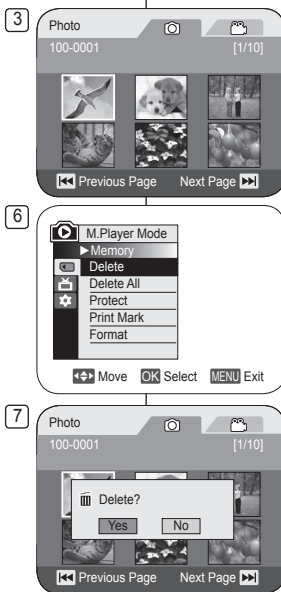 3
Photo
100-0001 [1/10]
Previous Page Next Page
6
M.Player Mode
Memory
Delete
Delete All
Protect
Print Mark
Format
Move OK Select MENU Exit
7
Photo
100-0001 [1/10]
Delete?
Yes No
Previous Page Next Page